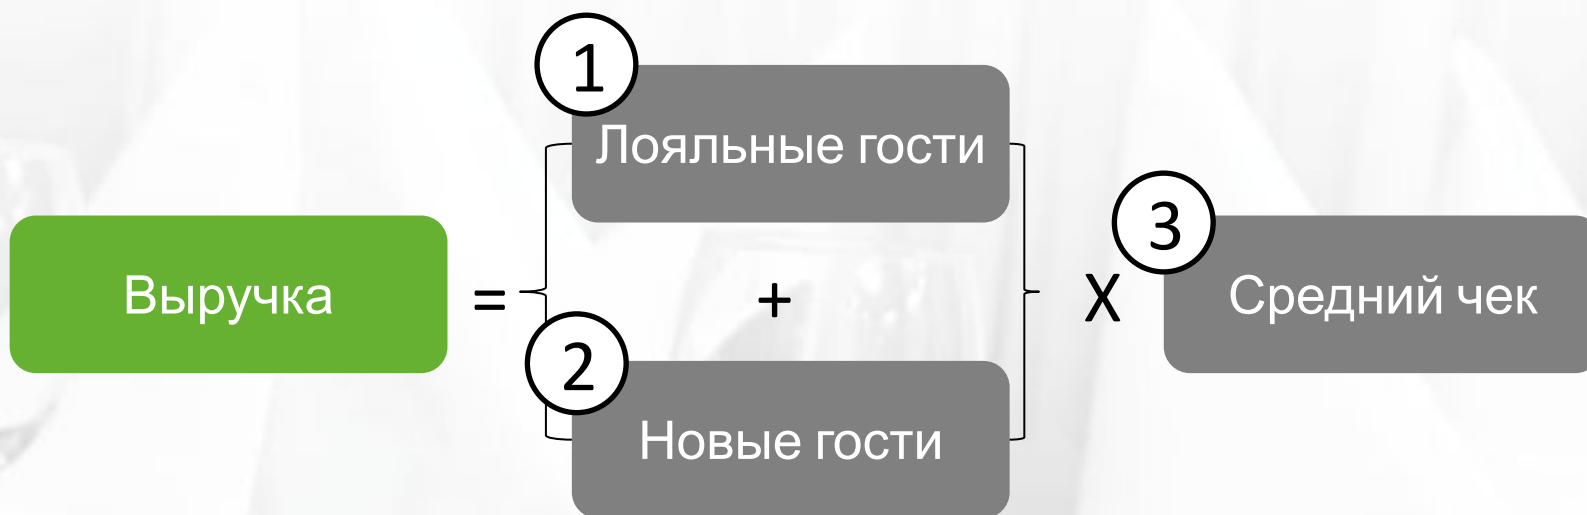 1
Лояльные гости
Выручка
=
+
X
3
Средний чек
2
Новые гости